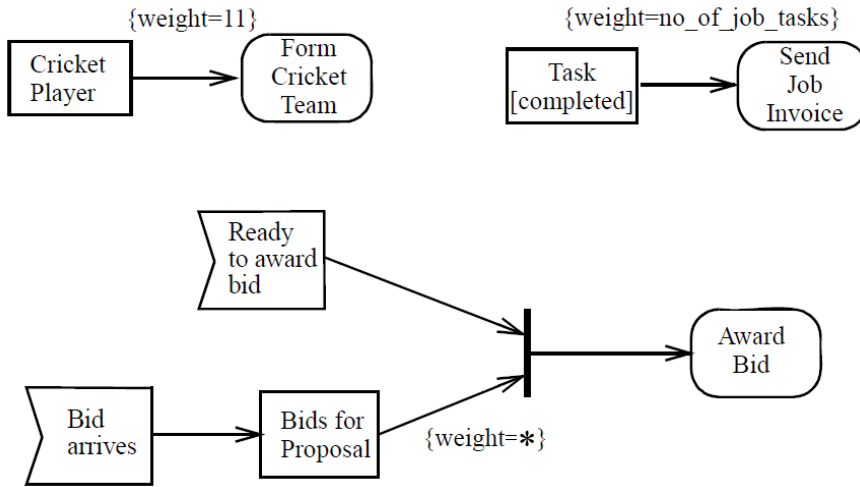 {weight=11}
Cricket
Player
Form
Cricket
Team
{weight=no_of_job_tasks}
Task
[completed]
Send
Job
Invoice
Ready
to award
bid
Award
Bid
Bid
arrives
Bids for
Proposal
{weight=*}